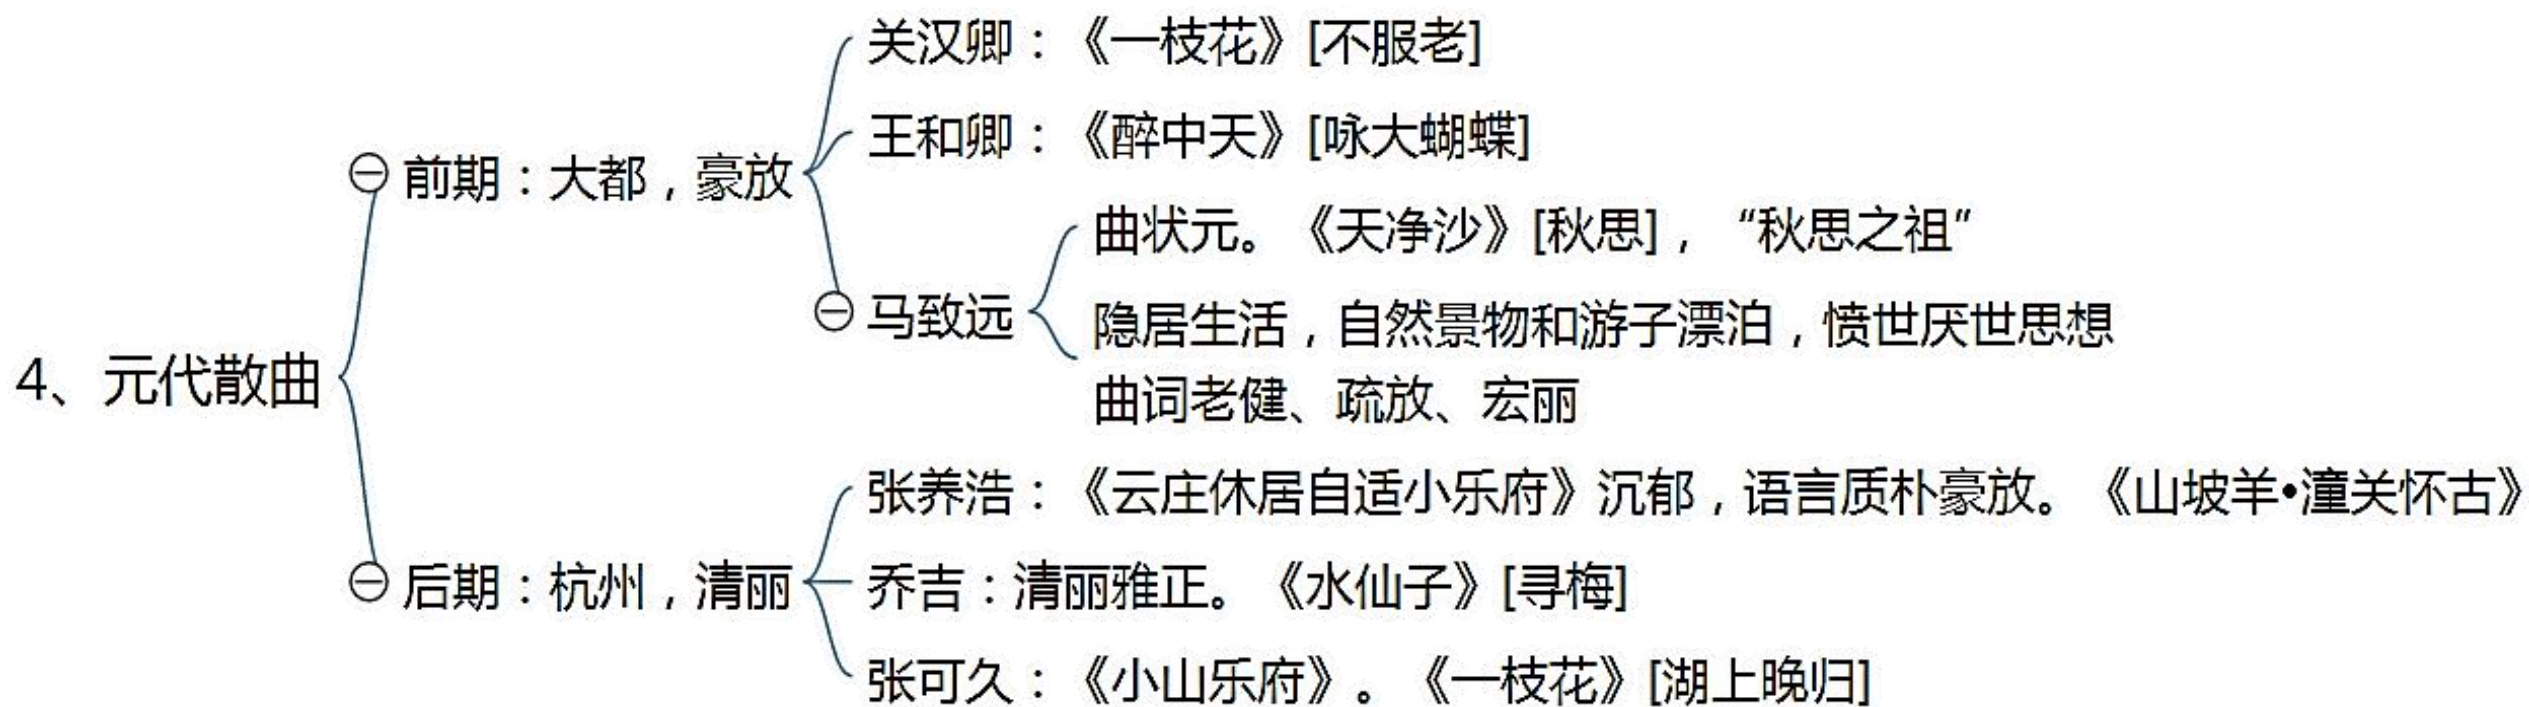 4、元代散曲
前期：大都，豪放
关汉卿：《一枝花》[不服老]
王和卿：《醉中天》[咏大蝴蝶]
马致远
曲状元。《天净沙》[秋思]，“秋思之祖”
隐居生活，自然景物和游子漂泊，愤世厌世思想
曲词老健、疏放、宏丽
后期：杭州，清丽
张养浩：《云庄休居自适小乐府》沉郁，语言质朴豪放。《山坡羊•潼关怀古》
乔吉：清丽雅正。《水仙子》[寻梅]
张可久：《小山乐府》。《一枝花》[湖上晚归]